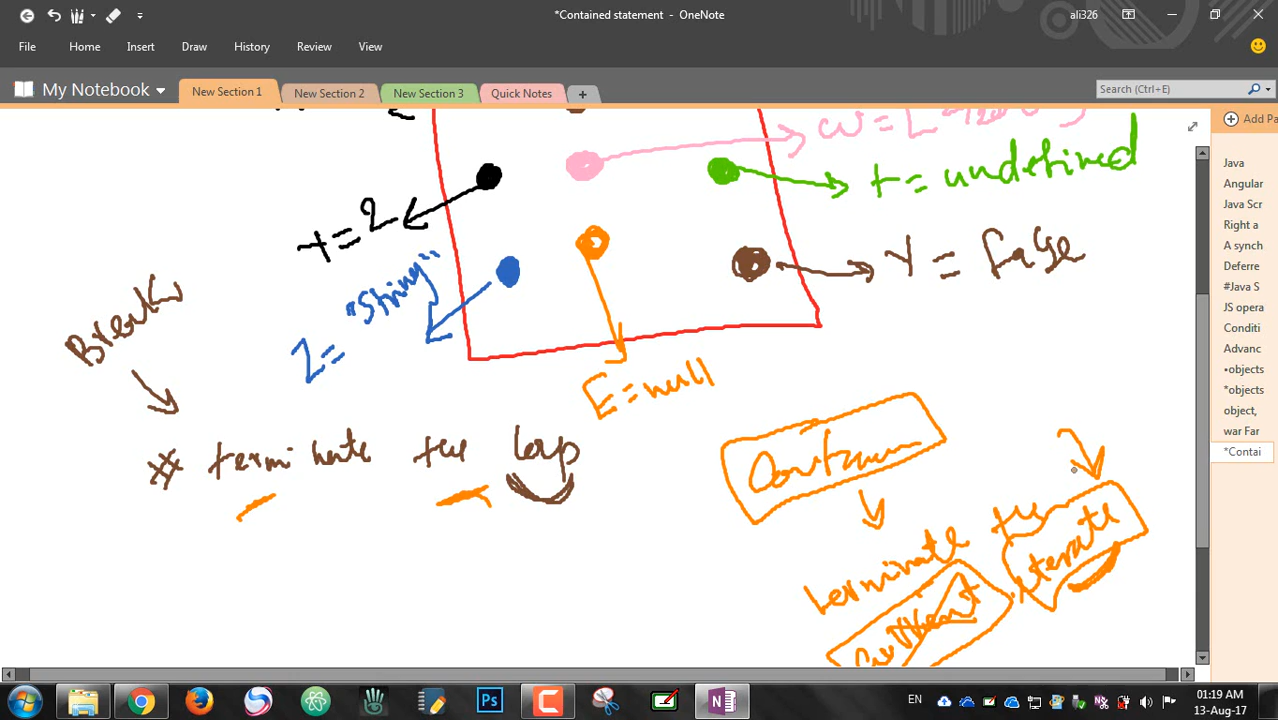 *Contained statement - OneNote
ali326
File Home Insert Draw History Review View
My Notebook
New Section 1 New Section 2 New Section 3 Quick Notes
Search (Ctrl+E)
Add Pa
Java
Angular
Java Scr
Right a
A synch
Deferre
#Java S
JS opera
Conditi
Advanc
•objects
*objects
object,
war Far
*Contai
t = undefined
= 2
Y = false
Z = "String"
E = null
Break
# terminate the loop
Continue
terminate the
iterate
EN
01:19 AM
13-Aug-17
Ps